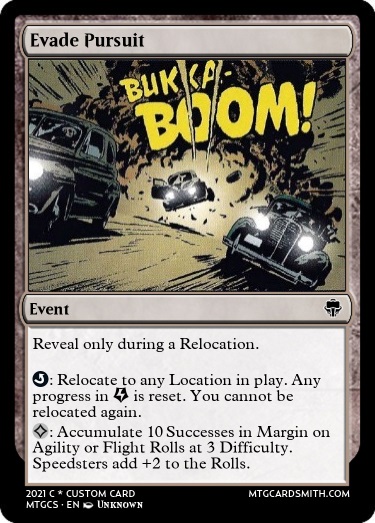 Evade Pursuit
BUKKA-
BOOM!
Event
Reveal only during a Relocation.
: Relocate to any Location in play. Any
progress in is reset. You cannot be
relocated again.
: Accumulate 10 Successes in Margin on
Agility or Flight Rolls at 3 Difficulty.
Speedsters add +2 to the Rolls.
2021 C * CUSTOM CARD
MTGCS · EN Unknown
MTGCARDSMITH.COM